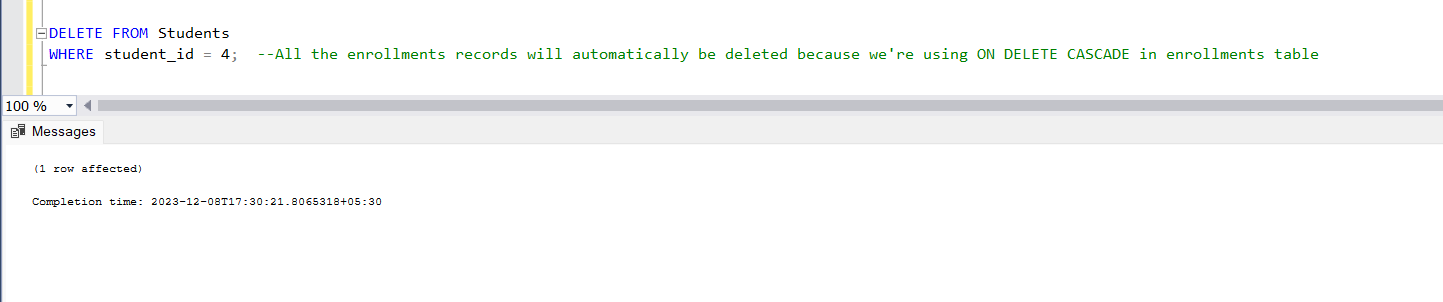 DELETE FROM Students
WHERE student_id = 4;  --All the enrollments records will automatically be deleted because we're using ON DELETE CASCADE in enrollments table
100 %
Messages
(1 row affected)
Completion time: 2023-12-08T17:30:21.8065318+05:30